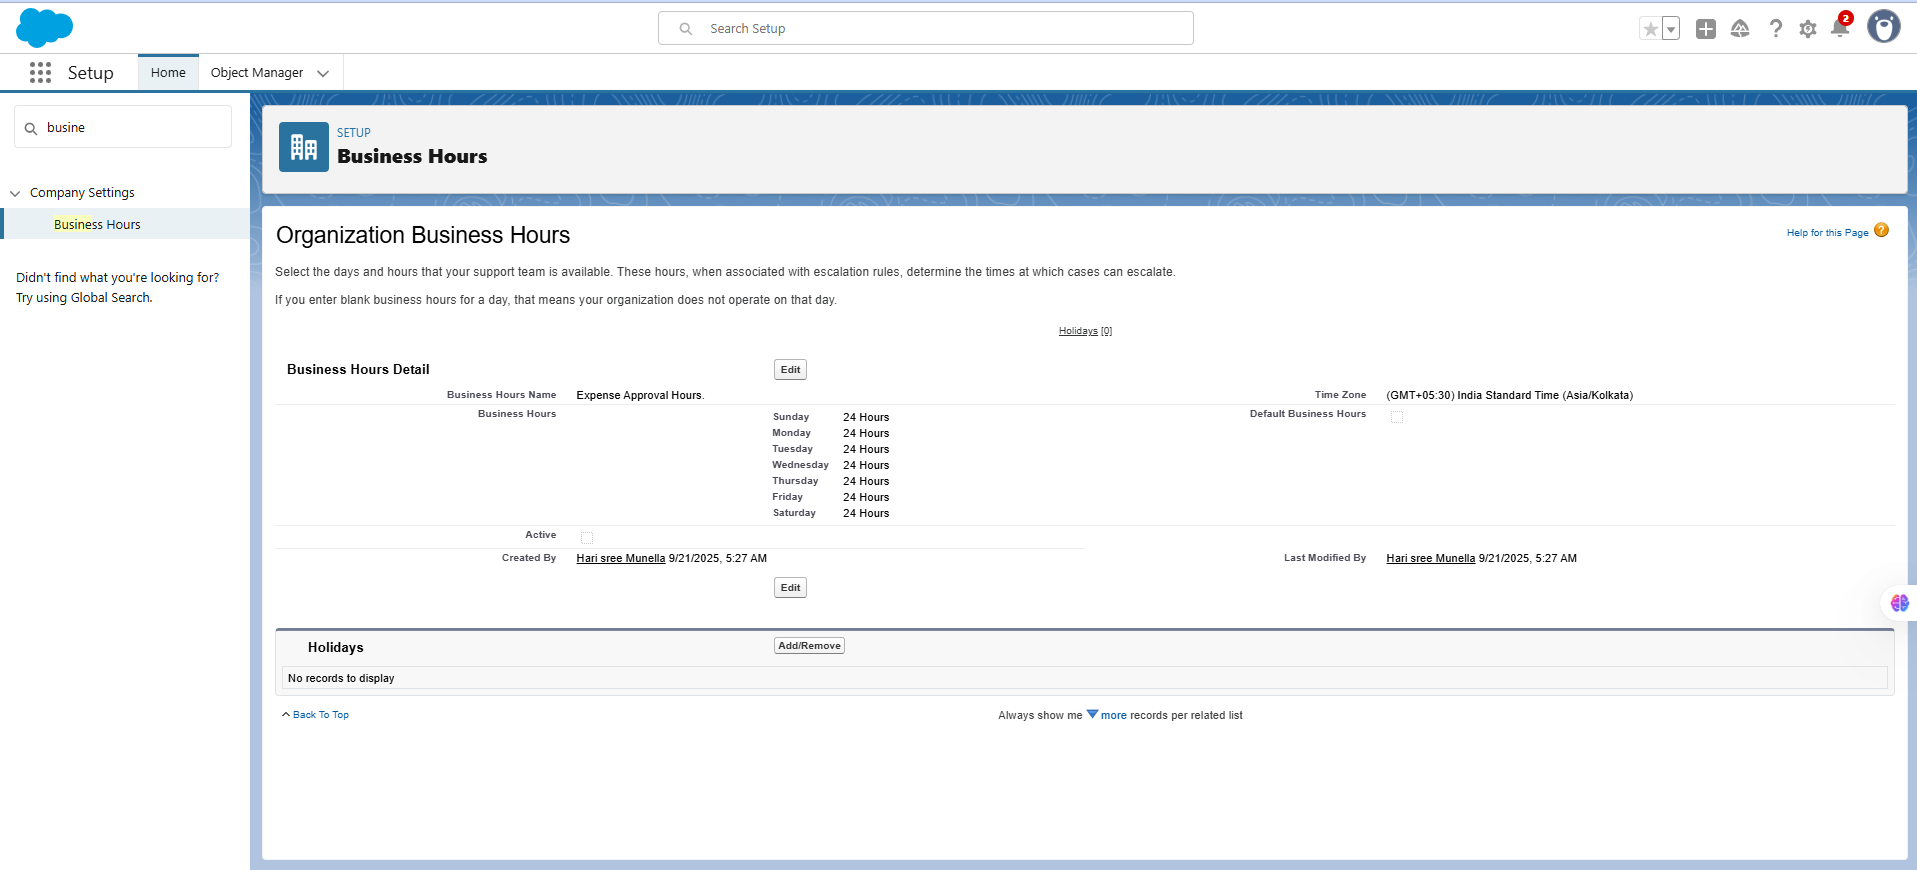 Search Setup
2
Setup
Home
Object Manager
busine
Company Settings
Business Hours
Didn't find what you're looking for?
Try using Global Search.
SETUP
Business Hours
Organization Business Hours
Help for this Page ?
Select the days and hours that your support team is available. These hours, when associated with escalation rules, determine the times at which cases can escalate.
If you enter blank business hours for a day, that means your organization does not operate on that day.
Holidays [0]
Business Hours Detail
Edit
Business Hours Name Expense Approval Hours.
Time Zone (GMT+05:30) India Standard Time (Asia/Kolkata)
Business Hours
Sunday 24 Hours
Monday 24 Hours
Tuesday 24 Hours
Wednesday 24 Hours
Thursday 24 Hours
Friday 24 Hours
Saturday 24 Hours
Default Business Hours
Active
Created By Hari sree Munella 9/21/2025, 5:27 AM
Last Modified By Hari sree Munella 9/21/2025, 5:27 AM
Edit
Holidays
Add/Remove
No records to display
Back To Top
Always show me more records per related list